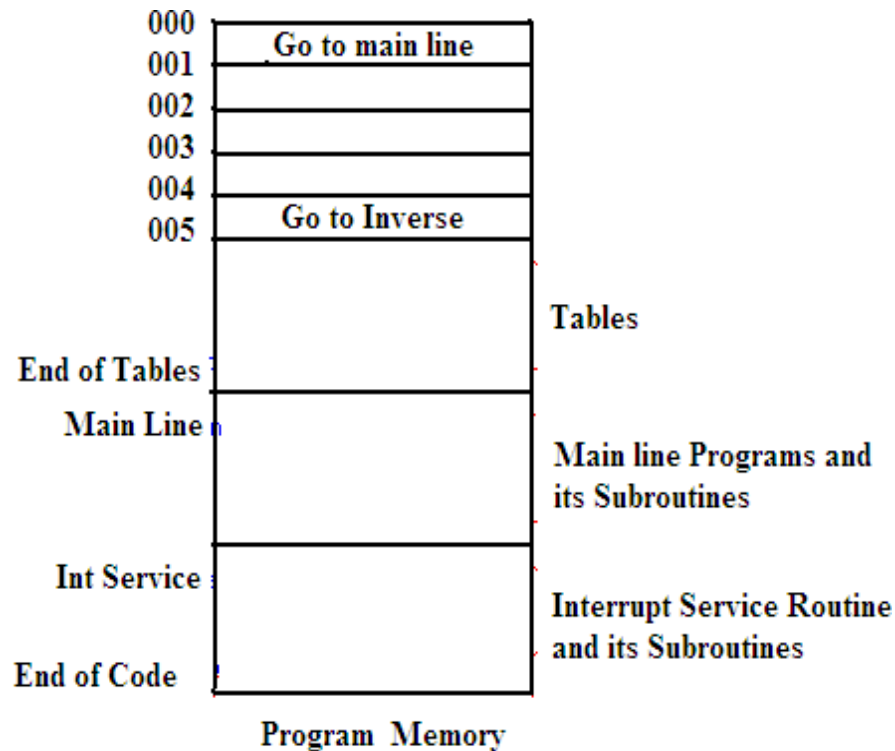 000
Go to main line
001
002
003
004
Go to Inverse
005
Tables
End of Tables
Main Line
Main line Programs and
its Subroutines
Int Service
Interrupt Service Routine
and its Subroutines
End of Code
Program Memory